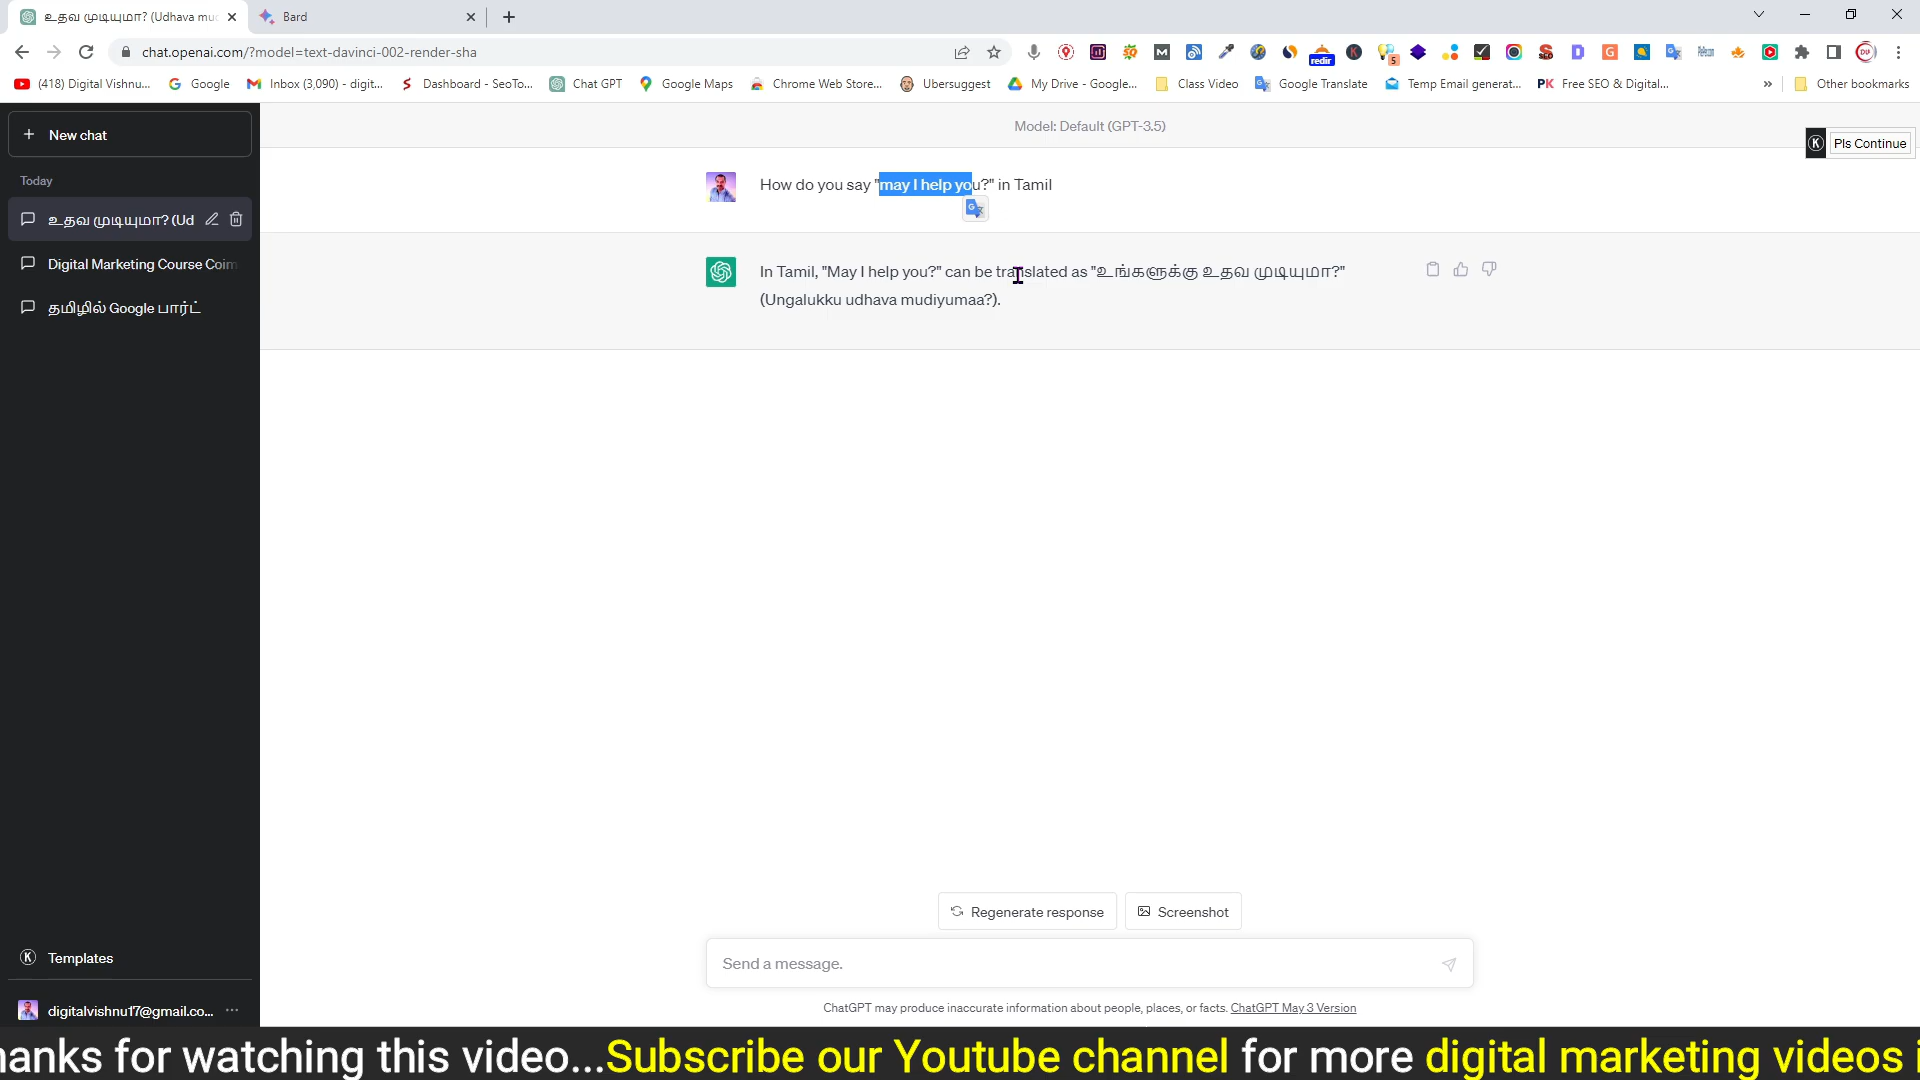 உதவ முடியுமா? (Udhava mu
Bard
chat.openai.com/?model=text-davinci-002-render-sha
redir
5
(418) Digital Vishnu...
Google
Inbox (3,090) - digit...
Dashboard - SeoTo...
Chat GPT
Google Maps
Chrome Web Store...
Ubersuggest
My Drive - Google...
Class Video
Google Translate
Temp Email generat...
PK Free SEO & Digital...
»
Other bookmarks
+ New chat
Model: Default (GPT-3.5)
K Pls Continue
Today
How do you say "may I help you?" in Tamil
உதவ முடியுமா? (Ud
Digital Marketing Course Coim
In Tamil, "May I help you?" can be translated as "உங்களுக்கு உதவ முடியுமா?"
(Ungalukku udhava mudiyumaa?).
தமிழில் Google பார்ட்
Regenerate response
Screenshot
K Templates
Send a message.
digitalvishnu17@gmail.co...
ChatGPT may produce inaccurate information about people, places, or facts. ChatGPT May 3 Version
hanks for watching this video...Subscribe our Youtube channel for more digital marketing videos i